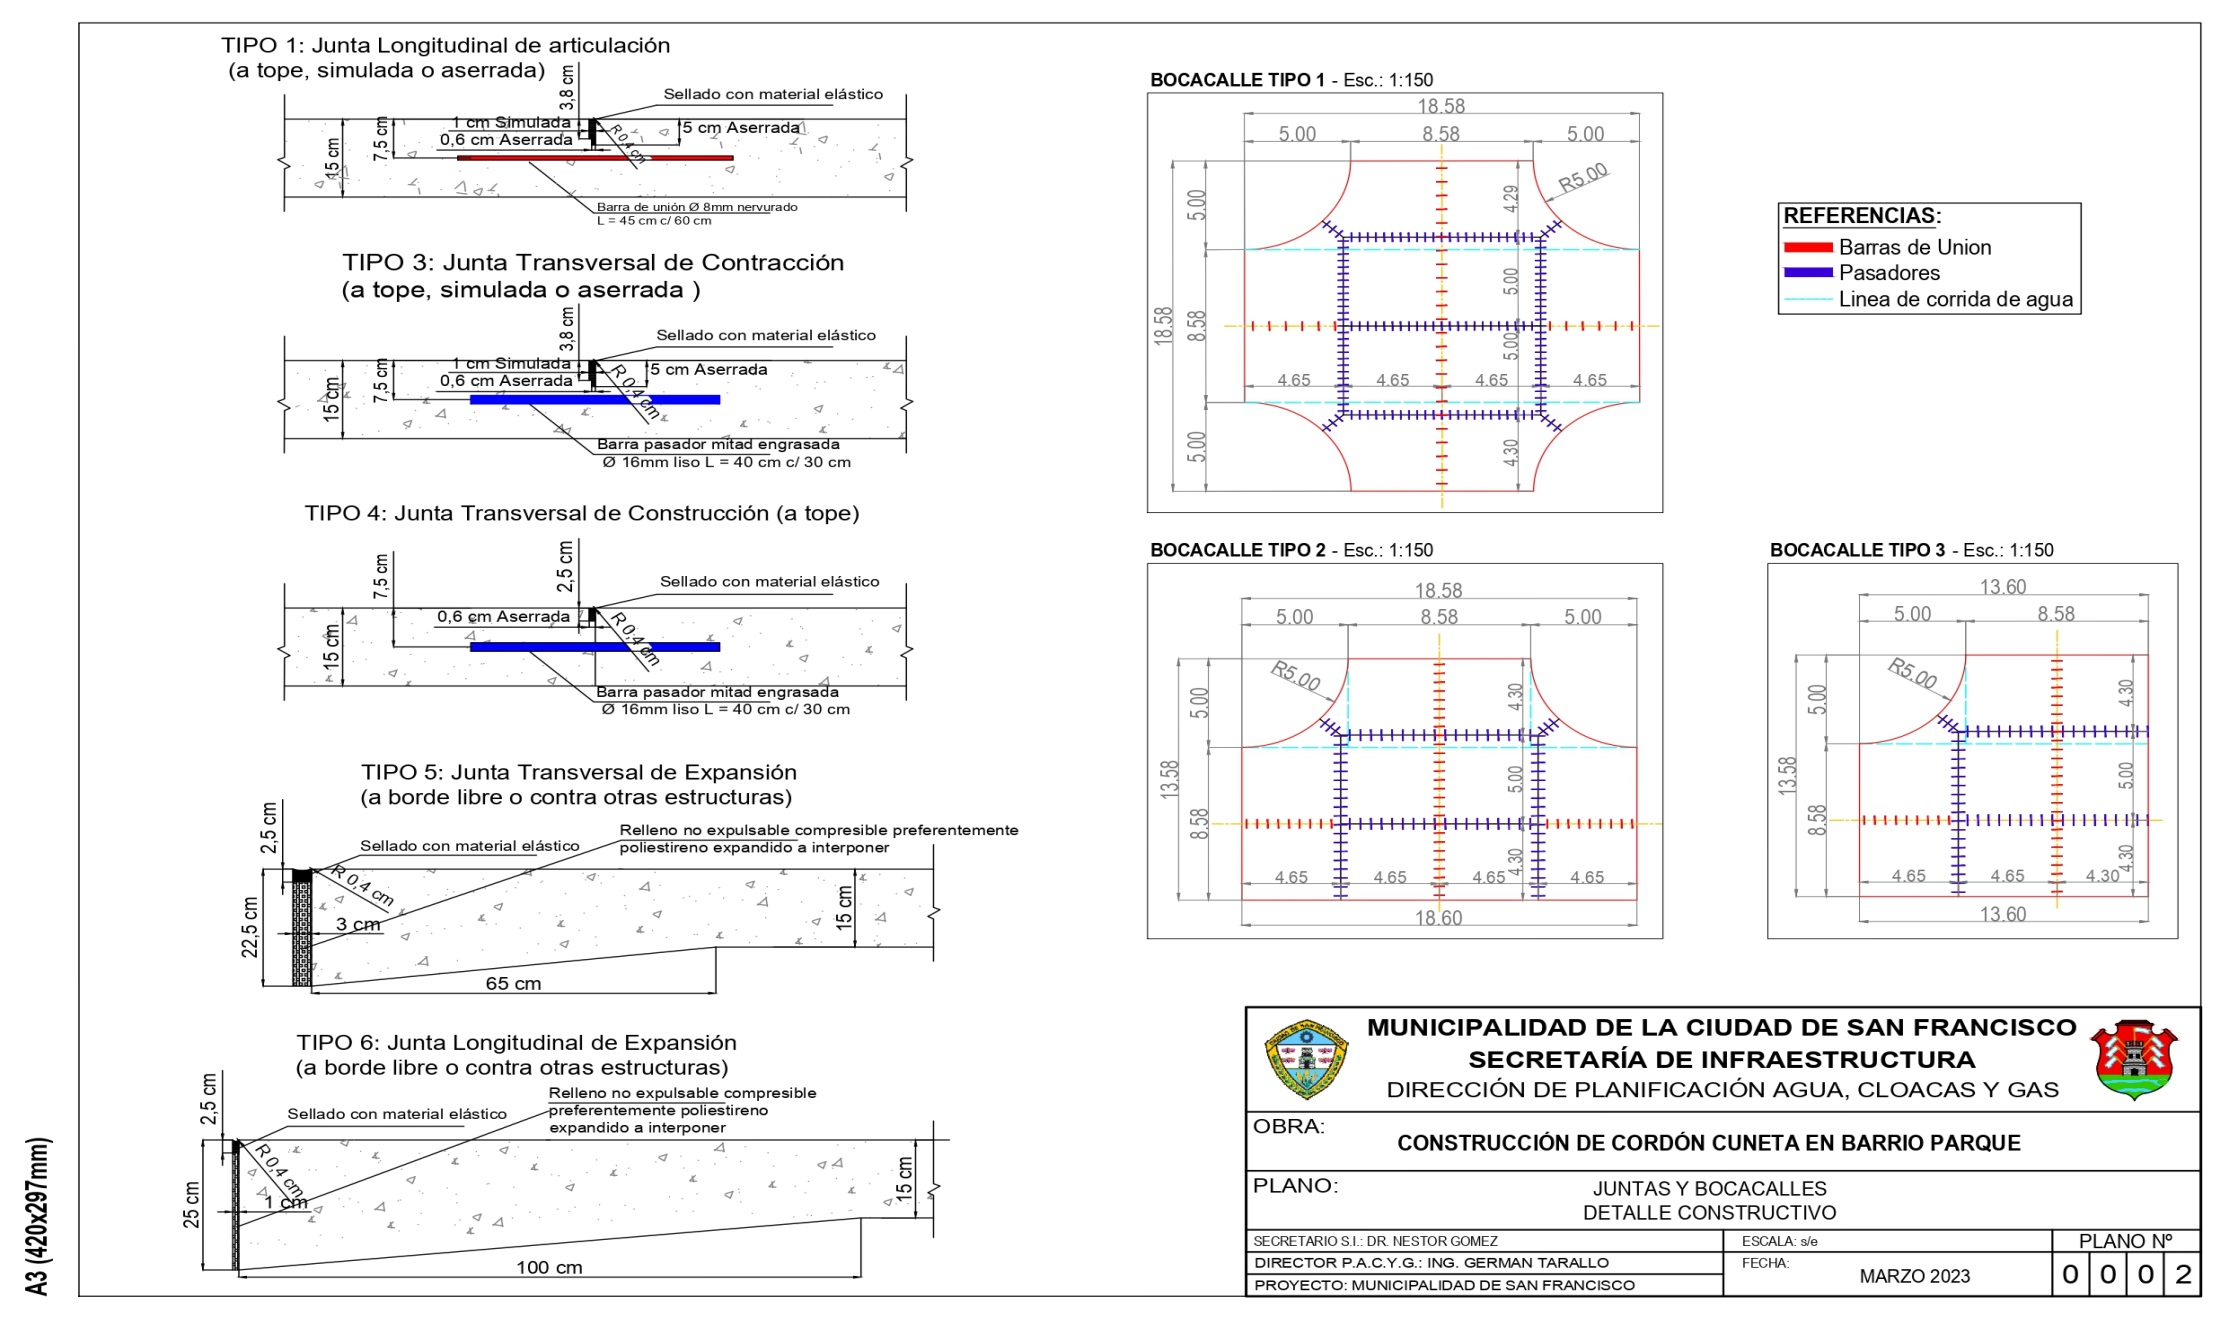 TIPO 1: Junta Longitudinal de articulación
(a tope, simulada o aserrada)
3,8 cm
Sellado con material elástico
1 cm Simulada
0,6 cm Aserrada
R 0,4 cm
5 cm Aserrada
7,5 cm
15 cm
Barra de unión Ø 8mm nervurado
L = 45 cm c/ 60 cm
TIPO 3: Junta Transversal de Contracción
(a tope, simulada o aserrada )
3,8 cm
Sellado con material elástico
1 cm Simulada
0,6 cm Aserrada
R 0,4 cm
5 cm Aserrada
7,5 cm
15 cm
Barra pasador mitad engrasada
Ø 16mm liso L = 40 cm c/ 30 cm
TIPO 4: Junta Transversal de Construcción (a tope)
7,5 cm
2,5 cm
Sellado con material elástico
0,6 cm Aserrada
R 0,4 cm
15 cm
Barra pasador mitad engrasada
Ø 16mm liso L = 40 cm c/ 30 cm
TIPO 5: Junta Transversal de Expansión
(a borde libre o contra otras estructuras)
2,5 cm
Sellado con material elástico
Relleno no expulsable compresible preferentemente
poliestireno expandido a interponer
R 0,4 cm
3 cm
22,5 cm
15 cm
65 cm
TIPO 6: Junta Longitudinal de Expansión
(a borde libre o contra otras estructuras)
2,5 cm
Sellado con material elástico
Relleno no expulsable compresible
preferentemente poliestireno
expandido a interponer
R 0,4 cm
1 cm
25 cm
15 cm
100 cm
A3 (420x297mm)
BOCACALLE TIPO 1 - Esc.: 1:150
18.58
5.00 8.58 5.00
R5.00
5.00
4.29
18.58
8.58
5.00
5.00
4.65 4.65 4.65 4.65
5.00
4.30
REFERENCIAS:
Barras de Union
Pasadores
Linea de corrida de agua
BOCACALLE TIPO 2 - Esc.: 1:150
18.58
5.00 8.58 5.00
R5.00
5.00
4.30
13.58
8.58
5.00
4.30
4.65 4.65 4.65 4.65
18.60
BOCACALLE TIPO 3 - Esc.: 1:150
13.60
5.00 8.58
R5.00
5.00
4.30
13.58
8.58
5.00
4.30
4.65 4.65 4.30
13.60
MUNICIPALIDAD DE LA CIUDAD DE SAN FRANCISCO
SECRETARÍA DE INFRAESTRUCTURA
DIRECCIÓN DE PLANIFICACIÓN AGUA, CLOACAS Y GAS
OBRA:
CONSTRUCCIÓN DE CORDÓN CUNETA EN BARRIO PARQUE
PLANO:
JUNTAS Y BOCACALLES
DETALLE CONSTRUCTIVO
SECRETARIO S.I.: DR. NESTOR GOMEZ
DIRECTOR P.A.C.Y.G.: ING. GERMAN TARALLO
PROYECTO: MUNICIPALIDAD DE SAN FRANCISCO
ESCALA: s/e
FECHA:
MARZO 2023
PLANO Nº
0 0 0 2